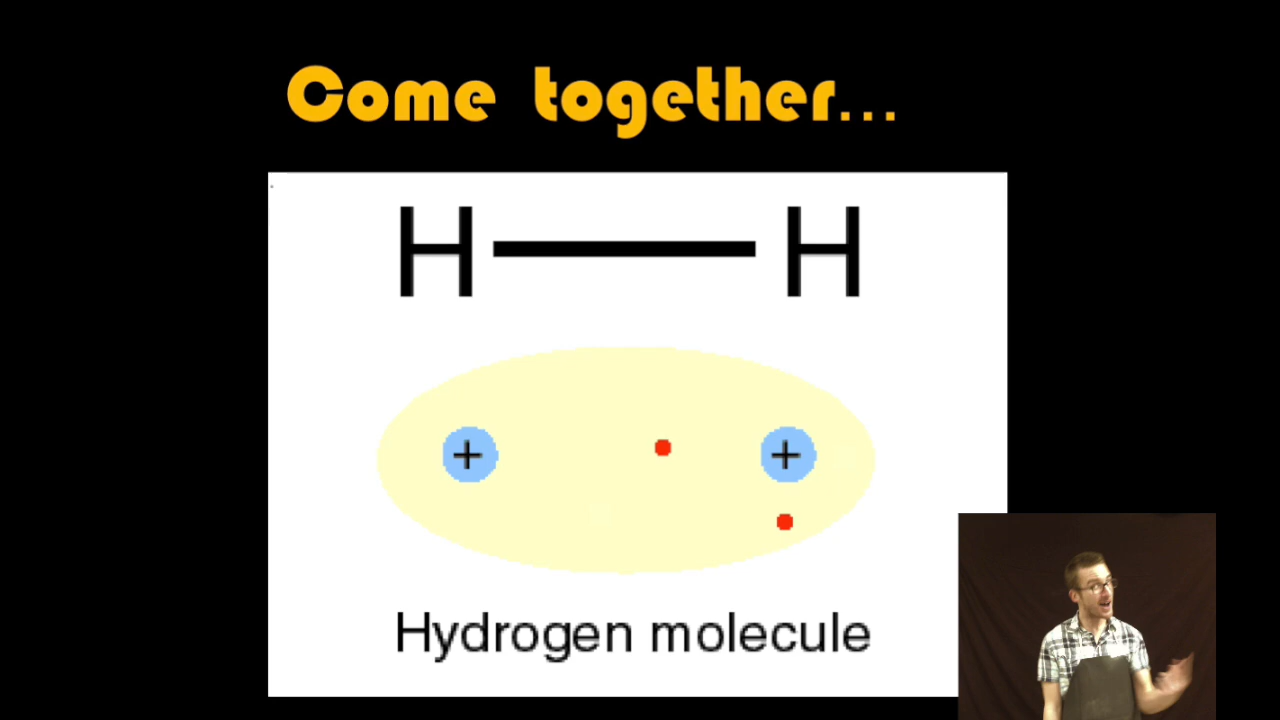 Come together...
H — H
+ +
Hydrogen molecule